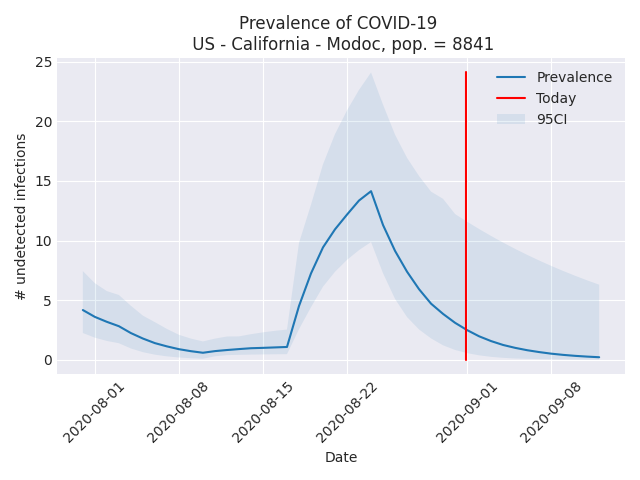 Prevalence of COVID-19
US - California - Modoc, pop. = 8841
25
20
15
10
5
0
# undetected infections
Prevalence
Today
95CI
2020-08-01
2020-08-08
2020-08-15
2020-08-22
2020-09-01
2020-09-08
Date